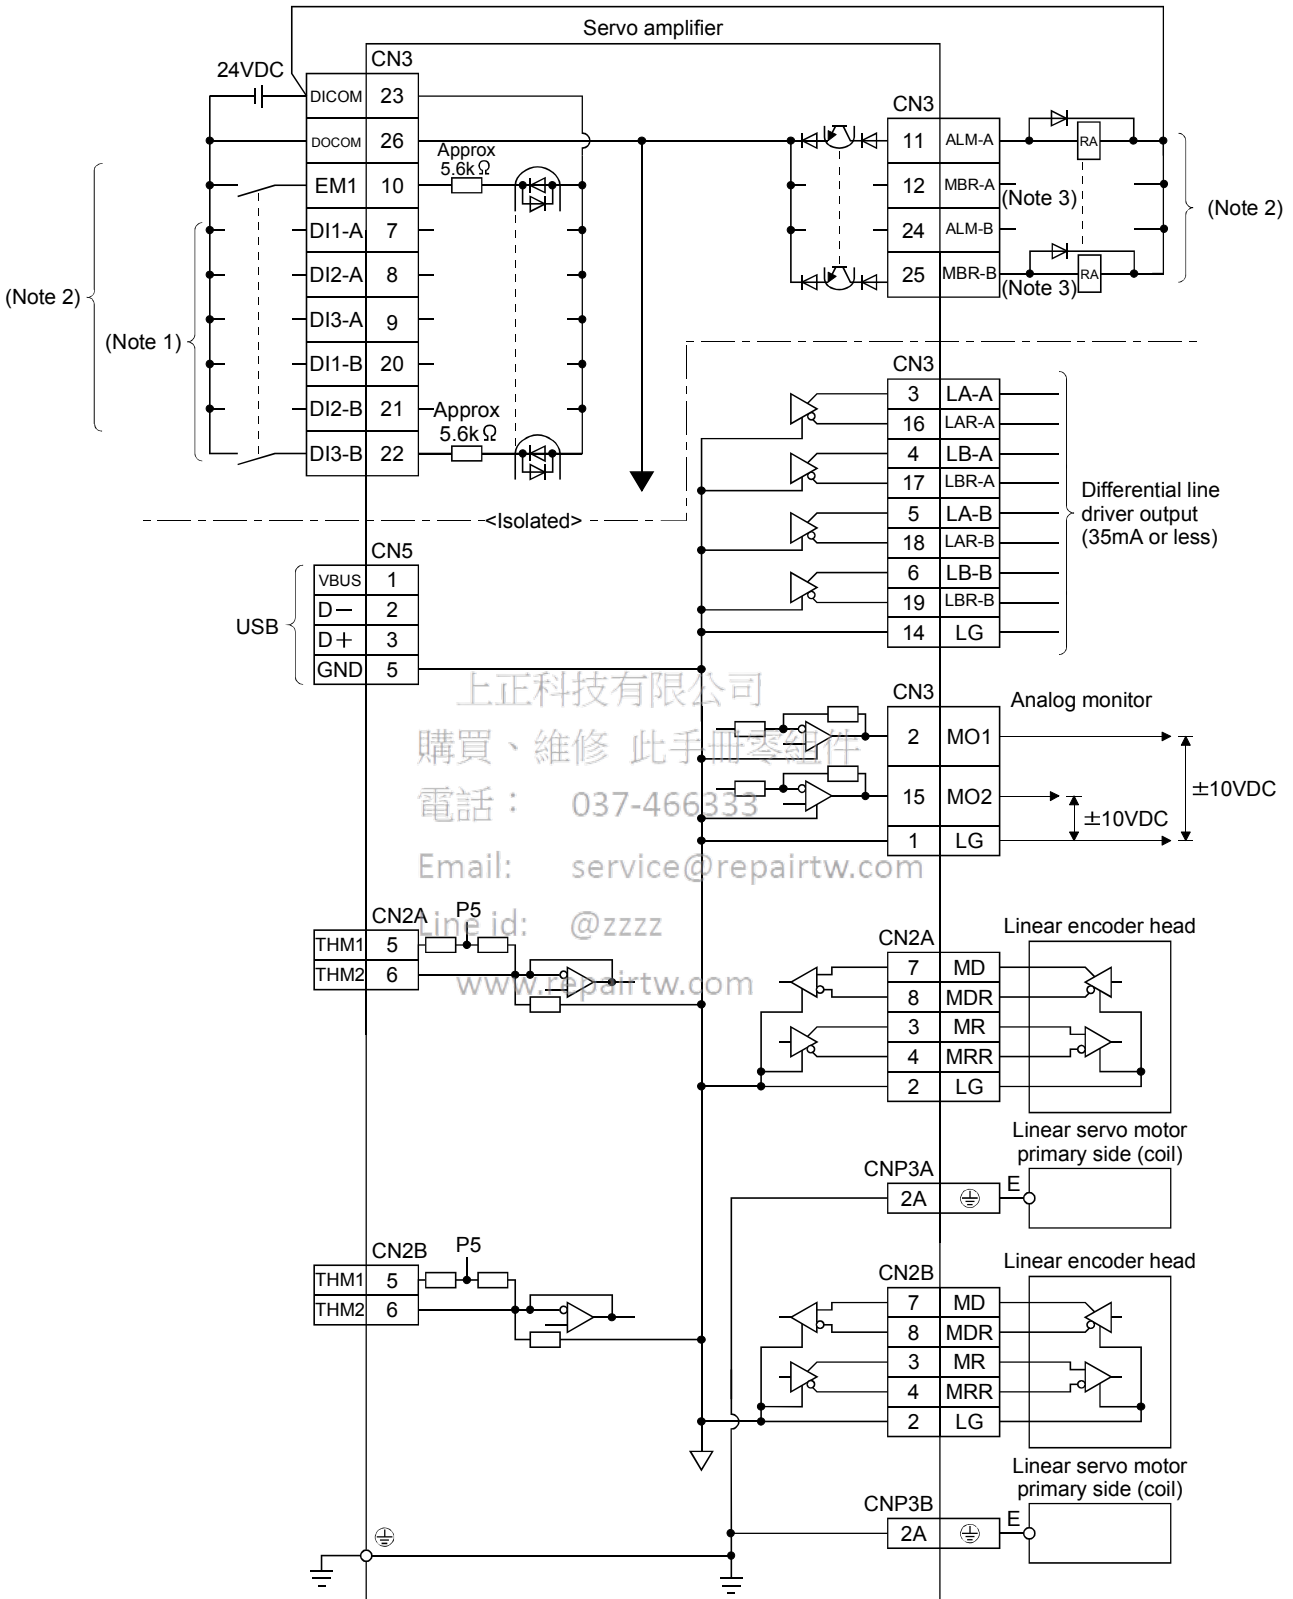 Servo amplifier
CN3
24VDC
DICOM 23
DOCOM 26
Approx
5.6kΩ
EM1 10
DI1-A 7
DI2-A 8
DI3-A 9
DI1-B 20
DI2-B 21
Approx
5.6kΩ
DI3-B 22
(Note 2)
(Note 1)
CN3
11 ALM-A
RA
12 MBR-A
(Note 3)
24 ALM-B
25 MBR-B
(Note 3)
RA
(Note 2)
<Isolated>
CN3
3 LA-A
16 LAR-A
4 LB-A
17 LBR-A
5 LA-B
18 LAR-B
6 LB-B
19 LBR-B
14 LG
Differential line
driver output
(35mA or less)
CN5
VBUS 1
D− 2
D+ 3
GND 5
USB
上正科技有限公司
購買、維修 此手冊零組件
電話： 037-466333
Email: service@repairtw.com
Line id: @zzzz
www.repairtw.com
CN3
Analog monitor
2 MO1
15 MO2
1 LG
±10VDC
±10VDC
CN2A
P5
THM1 5
THM2 6
CN2A
Linear encoder head
7 MD
8 MDR
3 MR
4 MRR
2 LG
Linear servo motor
primary side (coil)
CNP3A
2A
E
CN2B
P5
THM1 5
THM2 6
CN2B
Linear encoder head
7 MD
8 MDR
3 MR
4 MRR
2 LG
Linear servo motor
primary side (coil)
CNP3B
2A
E